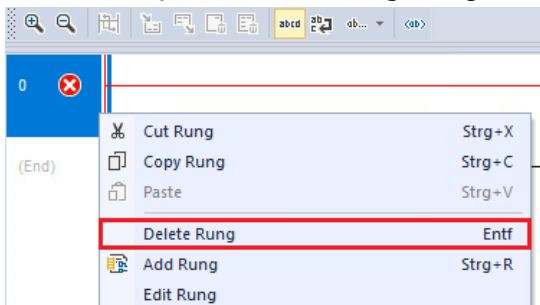 abcd ab... <ab>
0
Cut Rung Strg+X
(End) Copy Rung Strg+C
Paste Strg+V
Delete Rung Entf
Add Rung Strg+R
Edit Rung